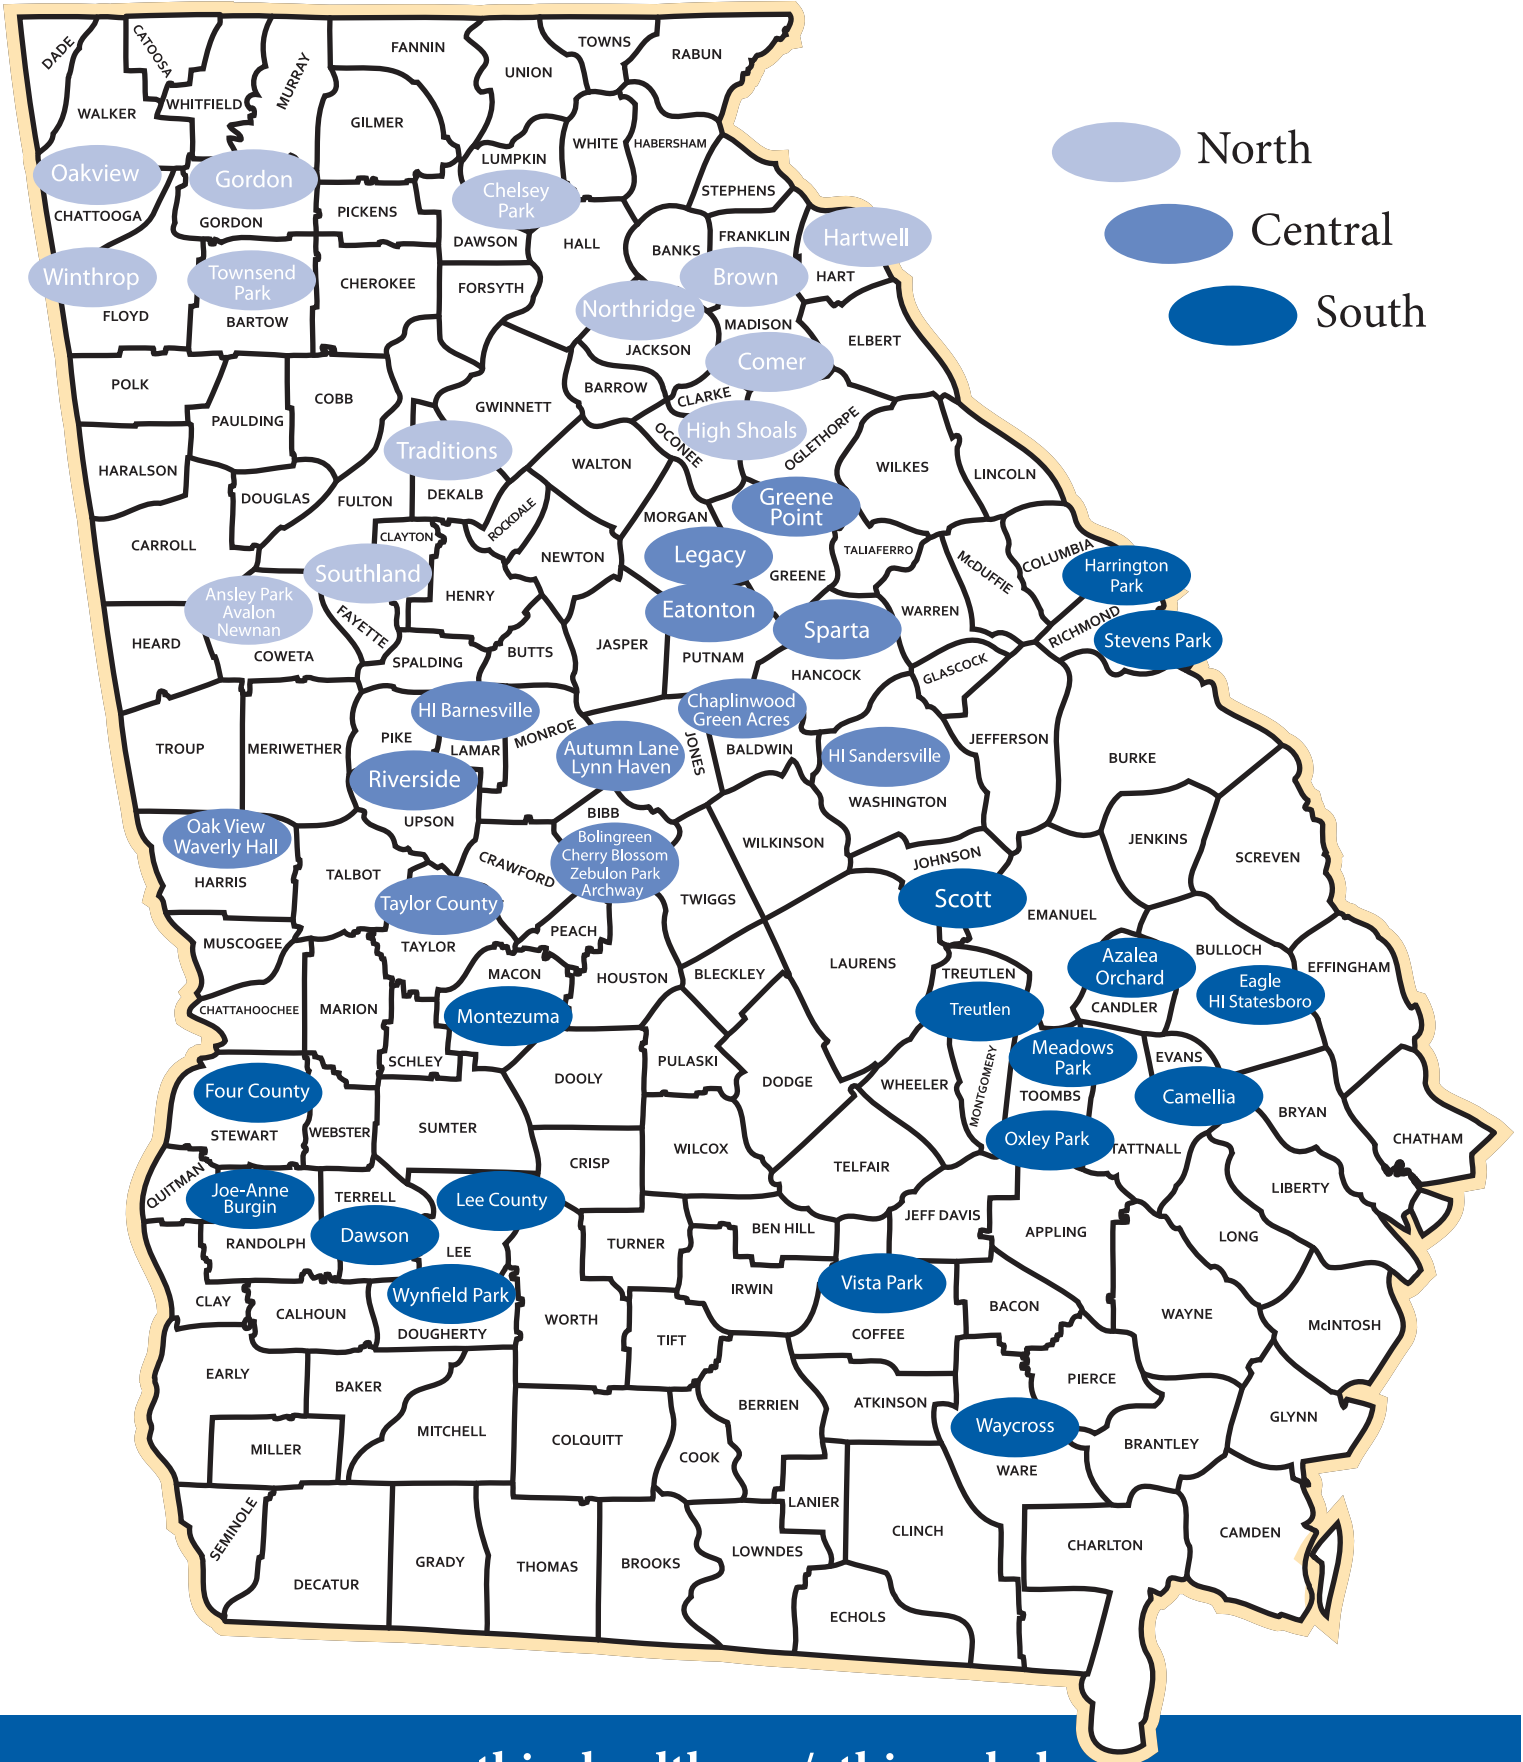 DADE
CATOOSA
WHITFIELD
MURRAY
FANNIN
UNION
TOWNS
RABUN
WALKER
GILMER
LUMPKIN
WHITE
HABERSHAM
STEPHENS
North
Oakview
Gordon
Chelsey
Park
CHATTOOGA
GORDON
PICKENS
DAWSON
HALL
BANKS
FRANKLIN
Hartwell
HART
Central
Winthrop
Townsend
Park
CHEROKEE
FORSYTH
Brown
Northridge
FLOYD
BARTOW
MADISON
JACKSON
ELBERT
South
Comer
POLK
PAULDING
COBB
GWINNETT
BARROW
CLARKE
High Shoals
OCONEE
OGLETHORPE
Traditions
HARALSON
DOUGLAS
FULTON
DEKALB
WALTON
WILKES
LINCOLN
ROCKDALE
MORGAN
Greene
Point
CARROLL
CLAYTON
NEWTON
Legacy
GREENE
TALIAFERRO
McDUFFIE
COLUMBIA
Harrington
Park
Southland
HENRY
Ansley Park
Avalon
Newnan
FAYETTE
Eatonton
Sparta
WARREN
RICHMOND
Stevens Park
HEARD
COWETA
SPALDING
BUTTS
JASPER
PUTNAM
HANCOCK
GLASCOCK
HI Barnesville
Chaplinwood
Green Acres
TROUP
MERIWETHER
PIKE
LAMAR
MONROE
Autumn Lane
Lynn Haven
JONES
BALDWIN
HI Sandersville
JEFFERSON
BURKE
Riverside
WASHINGTON
UPSON
BIBB
Oak View
Waverly Hall
HARRIS
TALBOT
CRAWFORD
Bolingreen
Cherry Blossom
Zebulon Park
Archway
WILKINSON
JOHNSON
JENKINS
SCREVEN
Taylor County
TWIGGS
Scott
EMANUEL
MUSCOGEE
TAYLOR
PEACH
MACON
HOUSTON
BLECKLEY
LAURENS
TREUTLEN
Azalea
Orchard
CANDLER
BULLOCH
Eagle
HI Statesboro
EFFINGHAM
CHATTAHOOCHEE
MARION
Montezuma
Treutlen
SCHLEY
DOOLY
PULASKI
DODGE
WHEELER
MONTGOMERY
Meadows
Park
TOOMBS
EVANS
Camellia
BRYAN
CHATHAM
Four County
STEWART
WEBSTER
SUMTER
CRISP
WILCOX
TELFAIR
Oxley Park
TATTNALL
QUITMAN
Joe-Anne
Burgin
TERRELL
Lee County
LIBERTY
RANDOLPH
Dawson
LEE
TURNER
BEN HILL
JEFF DAVIS
APPLING
LONG
CLAY
CALHOUN
Wynfield Park
DOUGHERTY
WORTH
IRWIN
Vista Park
COFFEE
BACON
WAYNE
McINTOSH
TIFT
EARLY
BAKER
MITCHELL
BERRIEN
ATKINSON
PIERCE
GLYNN
MILLER
COLQUITT
COOK
Waycross
WARE
BRANTLEY
SEMINOLE
LANIER
CLINCH
CHARLTON
CAMDEN
DECATUR
GRADY
THOMAS
BROOKS
LOWNDES
ECHOLS